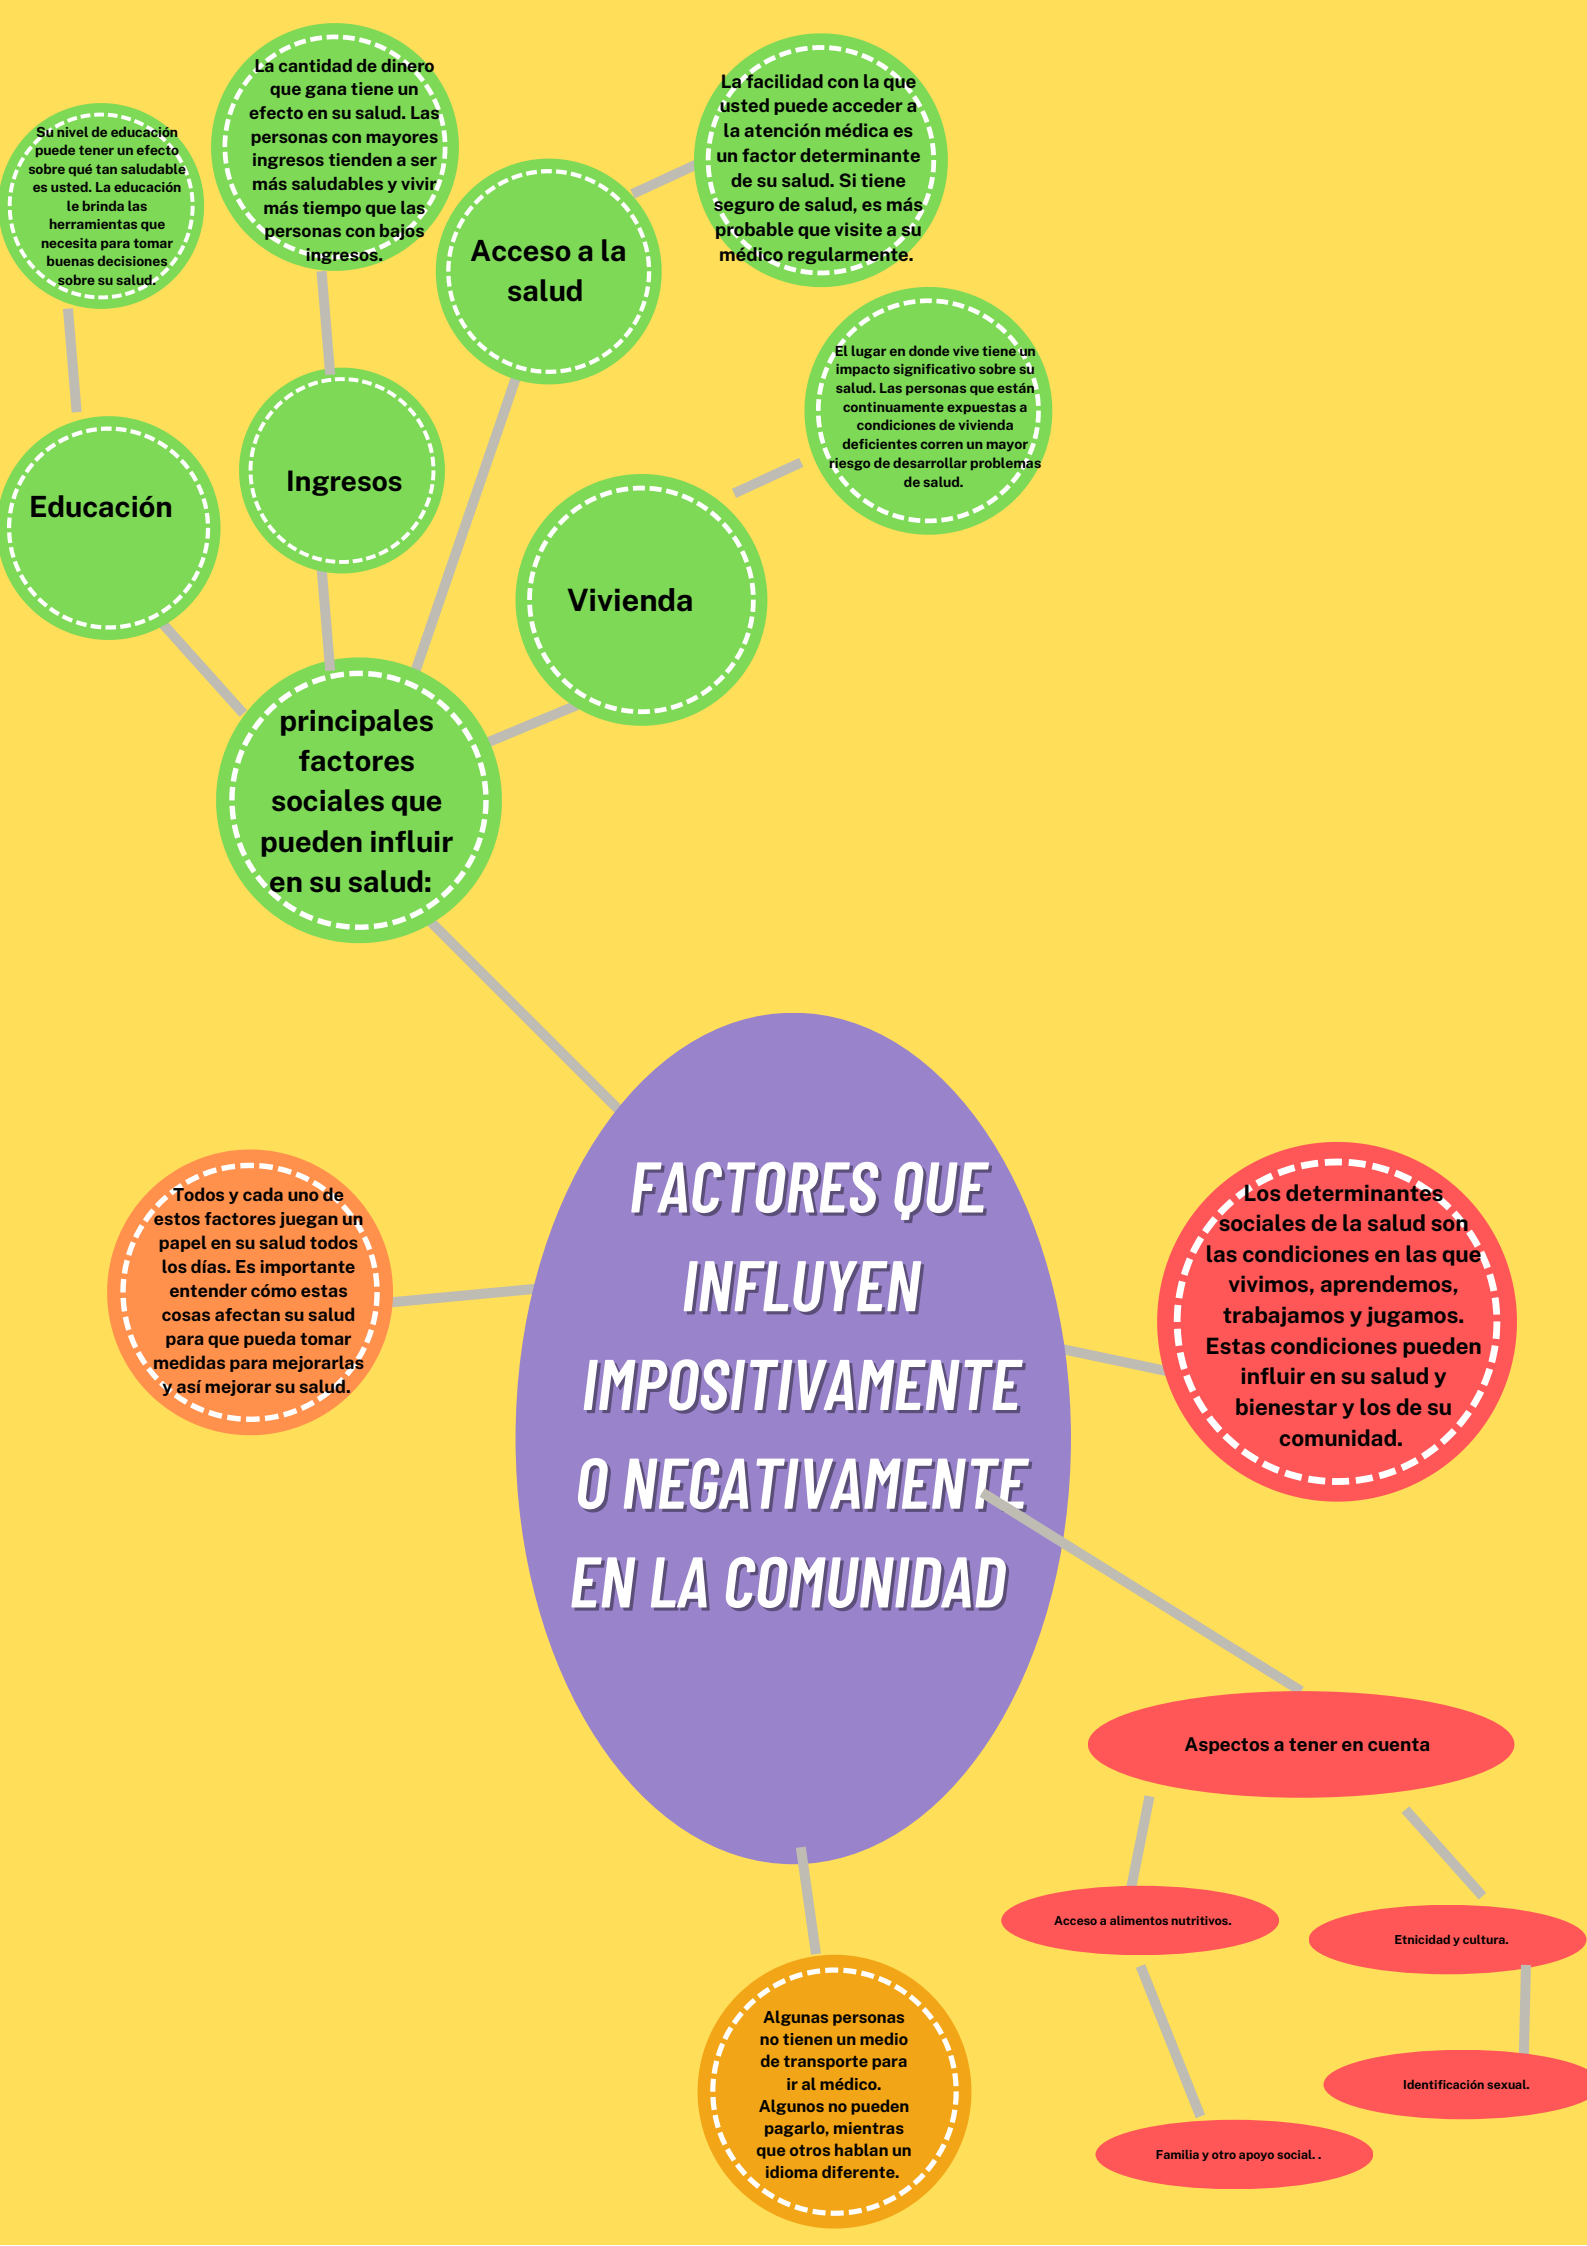 La cantidad de dinero
que gana tiene un
efecto en su salud. Las
personas con mayores
ingresos tienden a ser
más saludables y vivir
más tiempo que las
personas con bajos
ingresos.
La facilidad con la que
usted puede acceder a
la atención médica es
un factor determinante
de su salud. Si tiene
seguro de salud, es más
probable que visite a su
médico regularmente.
Su nivel de educación
puede tener un efecto
sobre qué tan saludable
es usted. La educación
le brinda las
herramientas que
necesita para tomar
buenas decisiones
sobre su salud.
Acceso a la
salud
El lugar en donde vive tiene un
impacto significativo sobre su
salud. Las personas que están
continuamente expuestas a
condiciones de vivienda
deficientes corren un mayor
riesgo de desarrollar problemas
de salud.
Educación
Ingresos
Vivienda
principales
factores
sociales que
pueden influir
en su salud:
FACTORES QUE
INFLUYEN
IMPOSITIVAMENTE
O NEGATIVAMENTE
EN LA COMUNIDAD
Todos y cada uno de
estos factores juegan un
papel en su salud todos
los días. Es importante
entender cómo estas
cosas afectan su salud
para que pueda tomar
medidas para mejorarlas
y así mejorar su salud.
Los determinantes
sociales de la salud son
las condiciones en las que
vivimos, aprendemos,
trabajamos y jugamos.
Estas condiciones pueden
influir en su salud y
bienestar y los de su
comunidad.
Aspectos a tener en cuenta
Acceso a alimentos nutritivos.
Etnicidad y cultura.
Identificación sexual.
Familia y otro apoyo social. .
Algunas personas
no tienen un medio
de transporte para
ir al médico.
Algunos no pueden
pagarlo, mientras
que otros hablan un
idioma diferente.